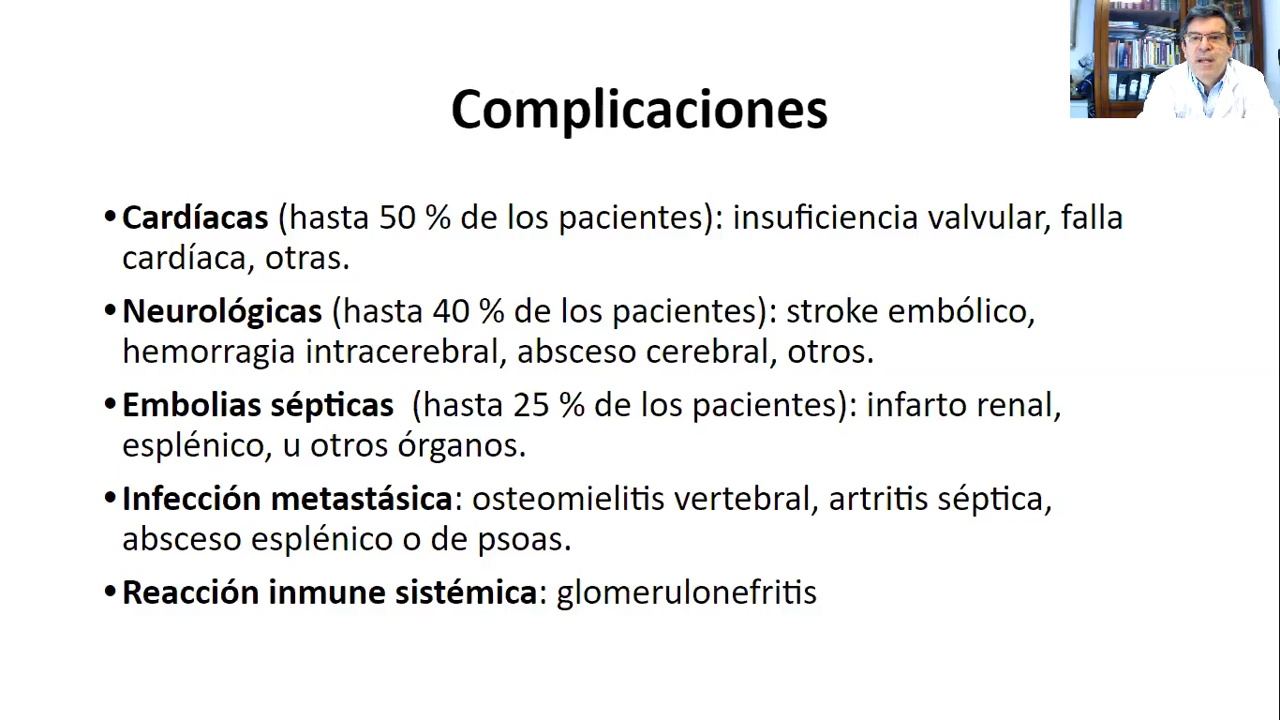 Complicaciones
•Cardíacas (hasta 50 % de los pacientes): insuficiencia valvular, falla
cardíaca, otras.
•Neurológicas (hasta 40 % de los pacientes): stroke embólico,
hemorragia intracerebral, absceso cerebral, otros.
•Embolias sépticas (hasta 25 % de los pacientes): infarto renal,
esplénico, u otros órganos.
•Infección metastásica: osteomielitis vertebral, artritis séptica,
absceso esplénico o de psoas.
•Reacción inmune sistémica: glomerulonefritis